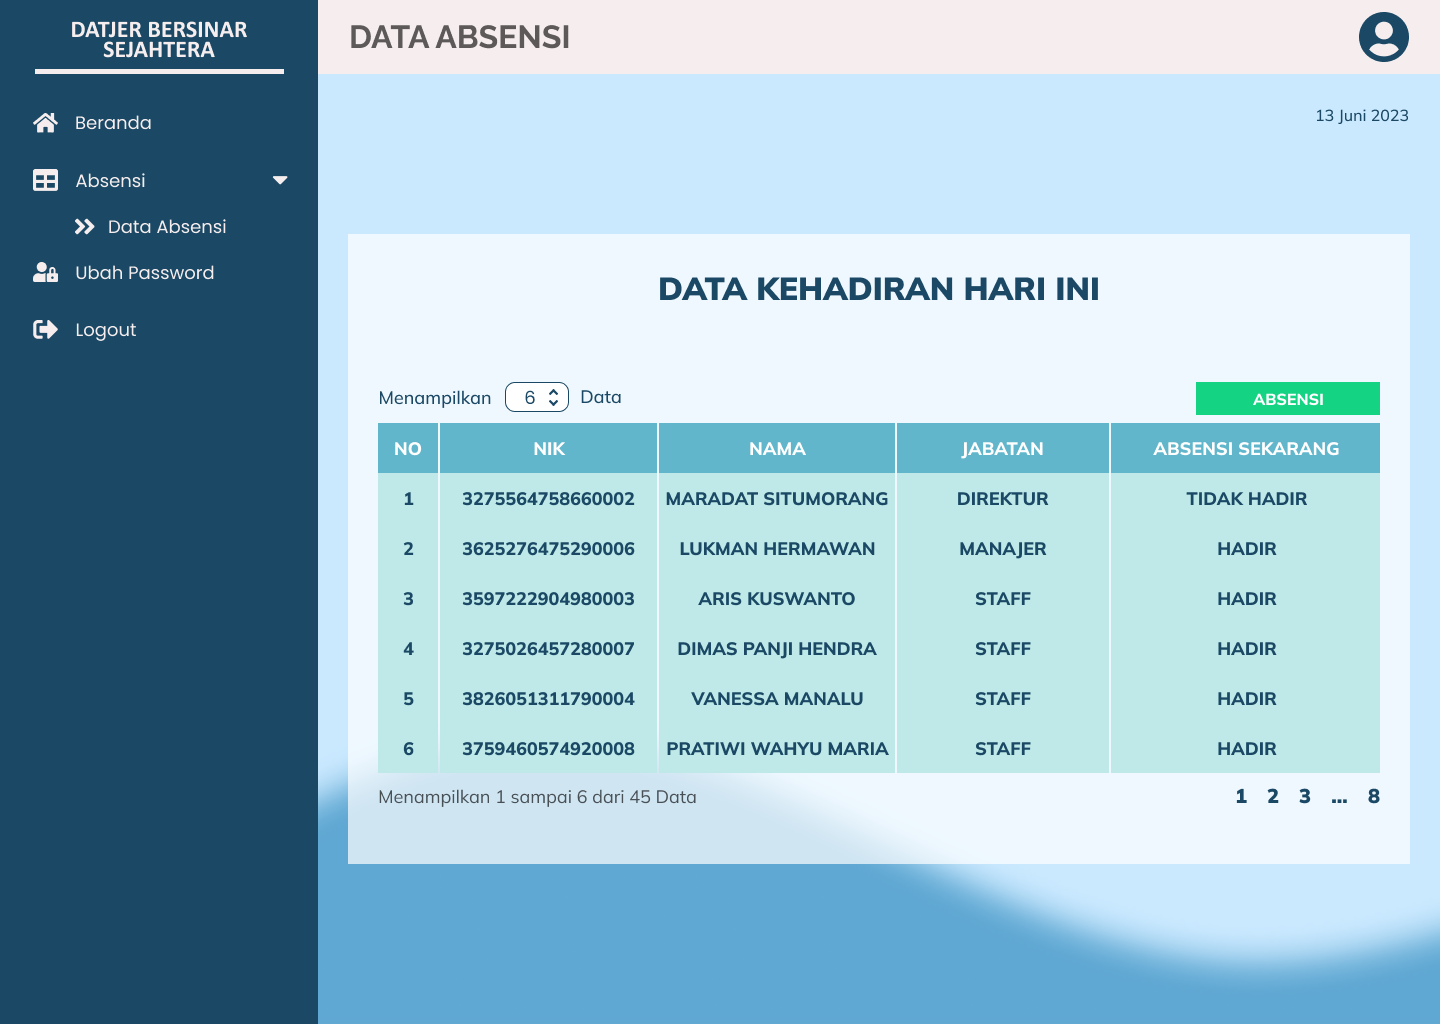 DATJER BERSINAR
SEJAHTERA
DATA ABSENSI
Beranda
Absensi
Data Absensi
Ubah Password
Logout
13 Juni 2023
DATA KEHADIRAN HARI INI
Menampilkan 6 Data
ABSENSI
NO NIK NAMA JABATAN ABSENSI SEKARANG
1 3275564758660002 MARADAT SITUMORANG DIREKTUR TIDAK HADIR
2 3625276475290006 LUKMAN HERMAWAN MANAJER HADIR
3 3597222904980003 ARIS KUSWANTO STAFF HADIR
4 3275026457280007 DIMAS PANJI HENDRA STAFF HADIR
5 3826051311790004 VANESSA MANALU STAFF HADIR
6 3759460574920008 PRATIWI WAHYU MARIA STAFF HADIR
Menampilkan 1 sampai 6 dari 45 Data
1 2 3 ... 8